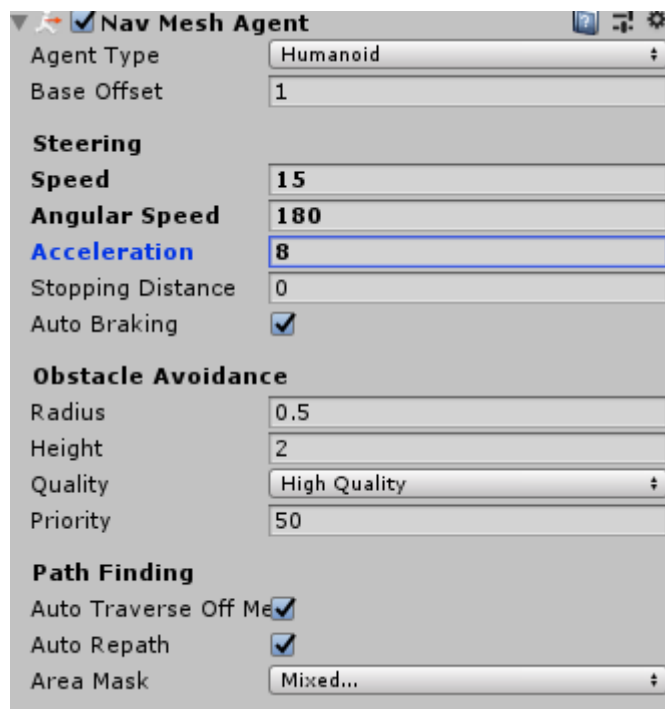 Nav Mesh Agent
Agent Type Humanoid
Base Offset 1
Steering
Speed 15
Angular Speed 180
Acceleration 8
Stopping Distance 0
Auto Braking
Obstacle Avoidance
Radius 0.5
Height 2
Quality High Quality
Priority 50
Path Finding
Auto Traverse Off Me
Auto Repath
Area Mask Mixed...